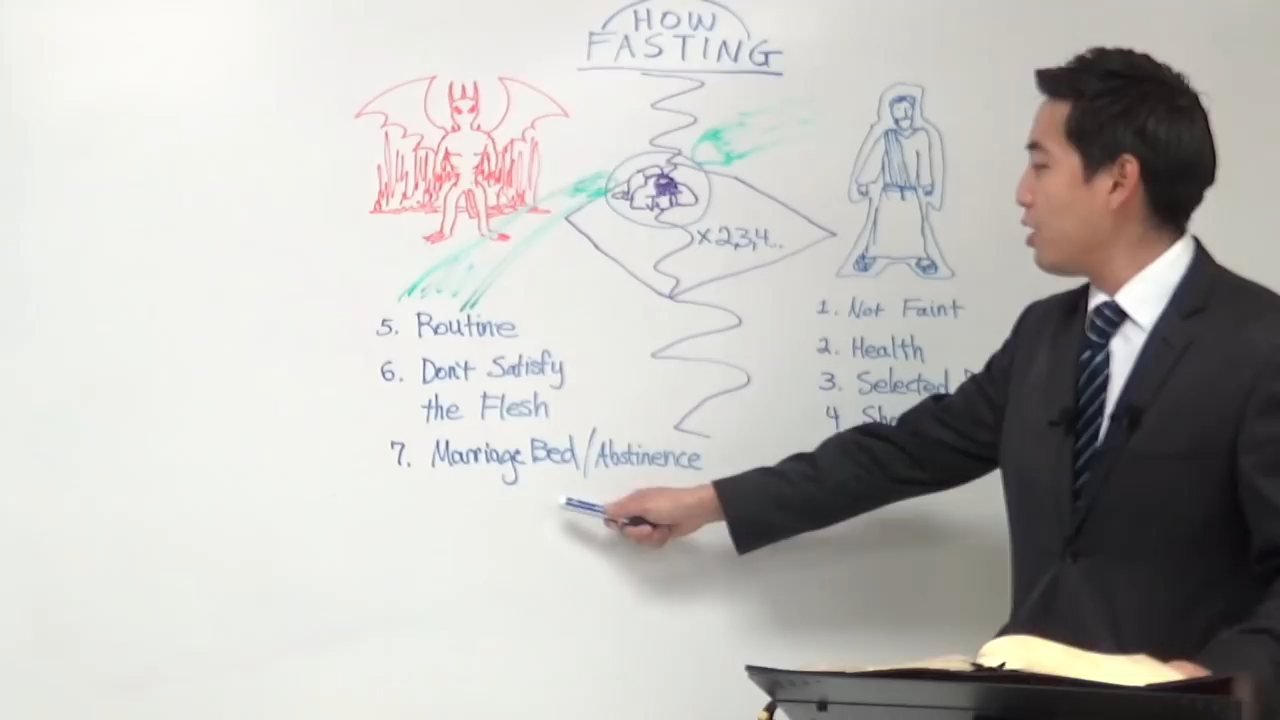 HOW
FASTING
x 2,3,4..
1. Not Faint
2. Health
3. Selected
4
5. Routine
6. Don't Satisfy
the Flesh
7. Marriage Bed/Abstinence